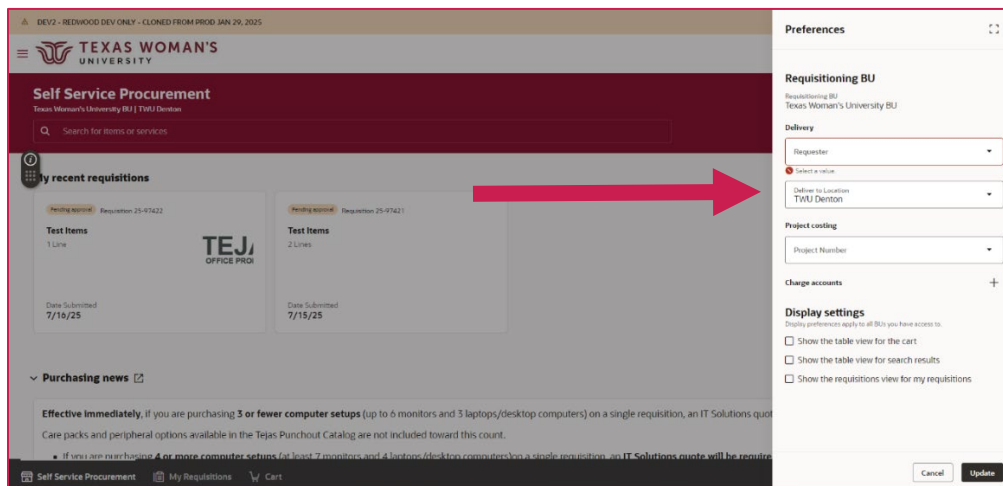 DEV2 - REDWOOD DEV ONLY - CLONED FROM PROD JAN 29, 2025
TEXAS WOMAN'S
UNIVERSITY
Self Service Procurement
Texas Woman's University BU | TWU Denton
Search for items or services
My recent requisitions
Pending approval Requisition 25-97422
Test Items
1 Line
TEJA
OFFICE PROD
Date Submitted
7/16/25
Pending approval Requisition 25-97421
Test Items
2 Lines
Date Submitted
7/15/25
Purchasing news
Effective Immediately, if you are purchasing 3 or fewer computer setups (up to 6 monitors and 3 laptops/desktop computers) on a single requisition, an IT Solutions quot
Care packs and peripheral options available in the Tejas Punchout Catalog are not included toward this count.
If you are purchasing 4 or more computer setups (at least 7 monitors and 4 laptops/desktop computers)on a single requisition, an IT Solutions quote will be require
Self Service Procurement My Requisitions Cart
Preferences
Requisitioning BU
Requisitioning BU
Texas Woman's University BU
Delivery
Requester
Select a value.
Deliver to Location
TWU Denton
Project costing
Project Number
Charge accounts
Display settings
Display preferences apply to all BUs you have access to.
Show the table view for the cart
Show the table view for search results
Show the requisitions view for my requisitions
Cancel Update